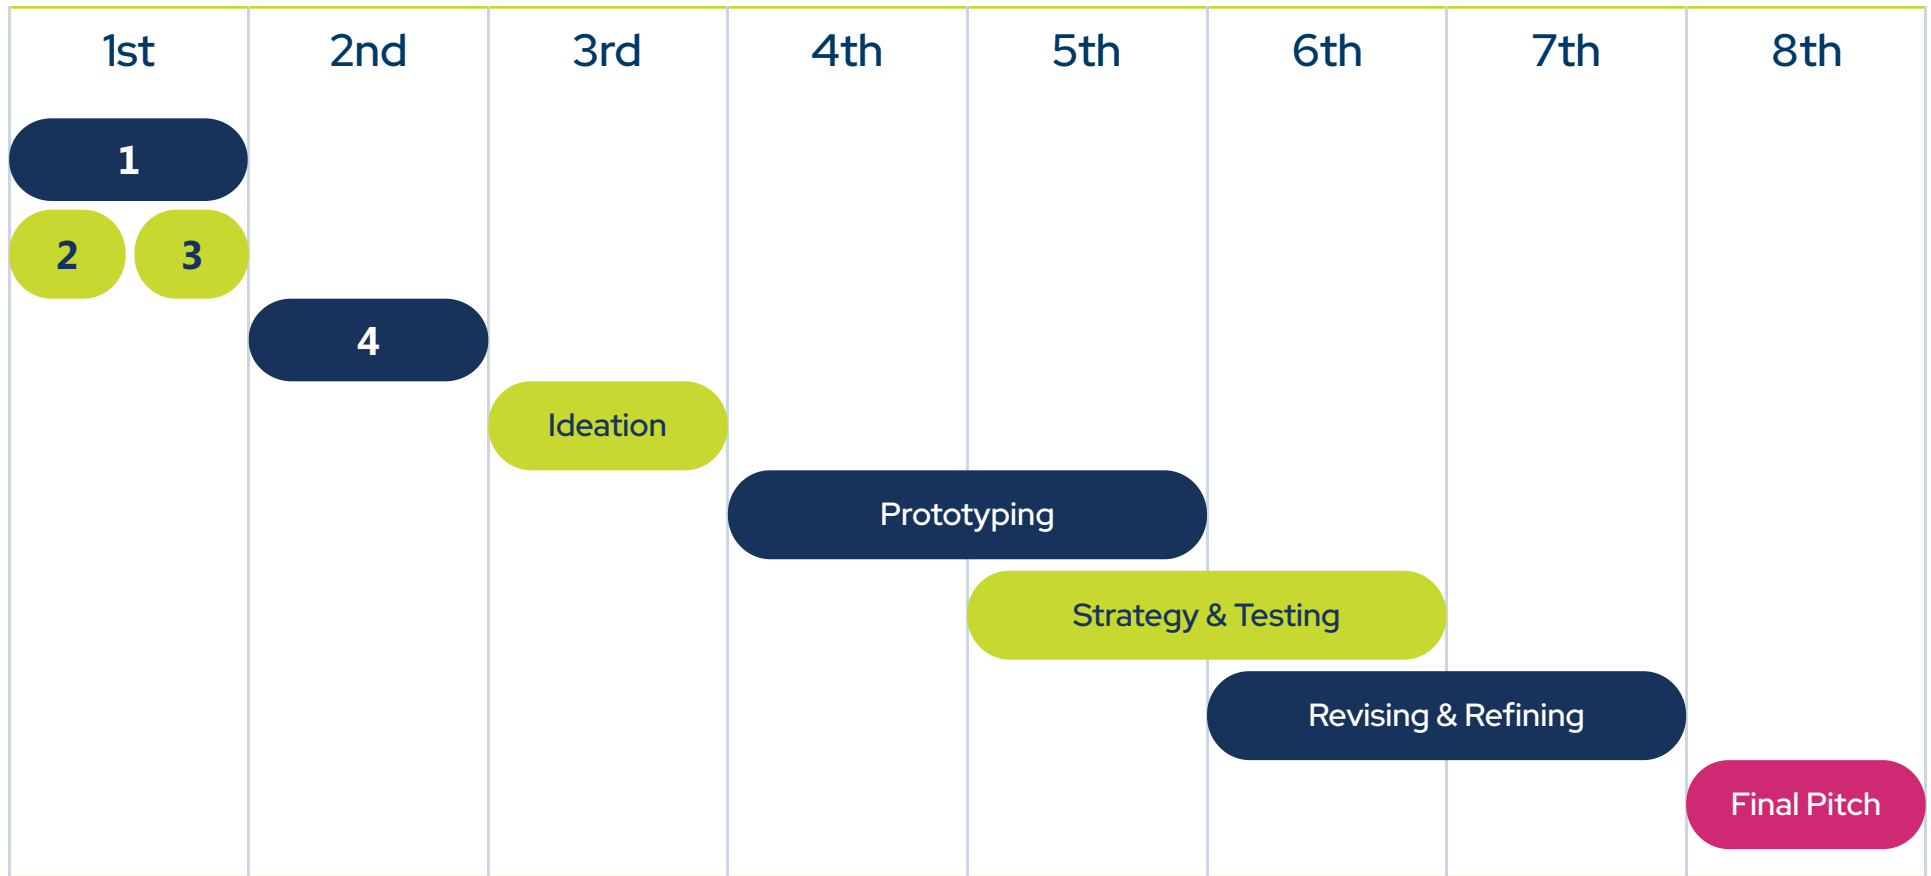 1st
2nd
3rd
4th
5th
6th
7th
8th
1
2
3
4
Ideation
Prototyping
Strategy & Testing
Revising & Refining
Final Pitch